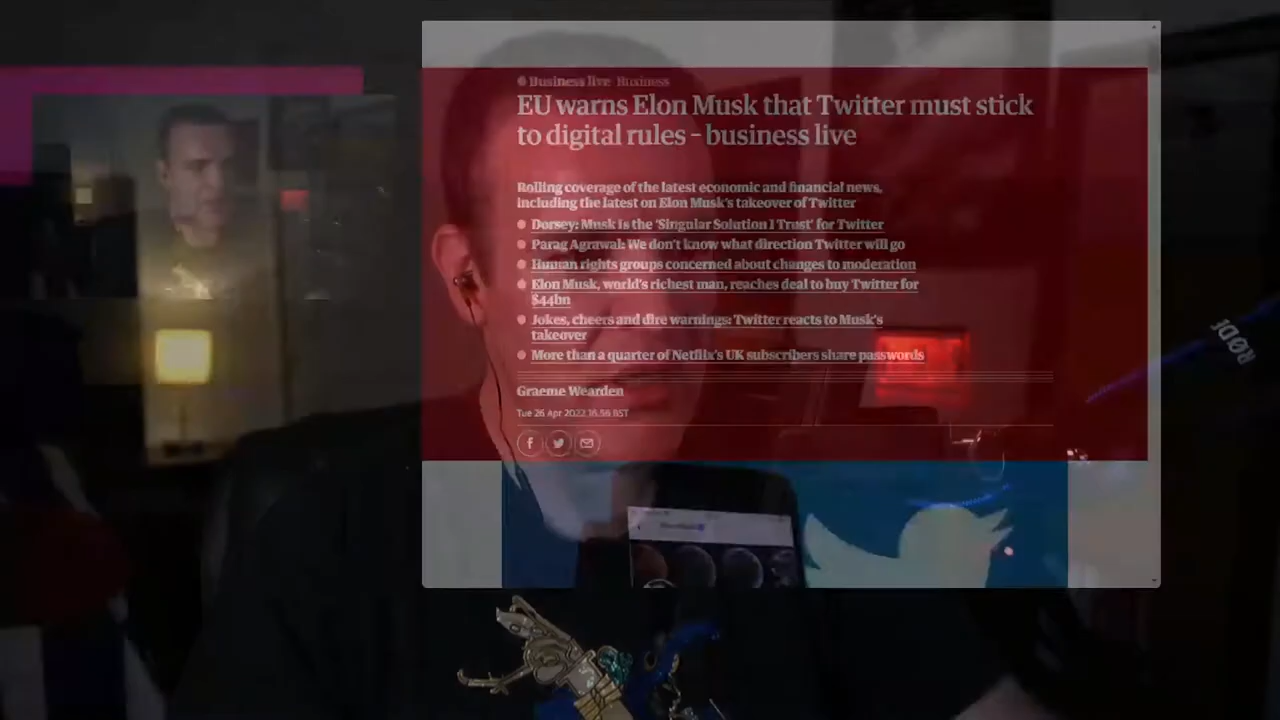 Business live Business
EU warns Elon Musk that Twitter must stick
to digital rules – business live
Rolling coverage of the latest economic and financial news,
including the latest on Elon Musk's takeover of Twitter
Dorsey: Musk is the 'Singular Solution I Trust' for Twitter
Parag Agrawal: We don't know what direction Twitter will go
Human rights groups concerned about changes to moderation
Elon Musk, world's richest man, reaches deal to buy Twitter for
$44bn
Jokes, cheers and dire warnings: Twitter reacts to Musk's
takeover
More than a quarter of Netflix's UK subscribers share passwords
Graeme Wearden
Tue 26 Apr 2022 16.56 BST
RØDE